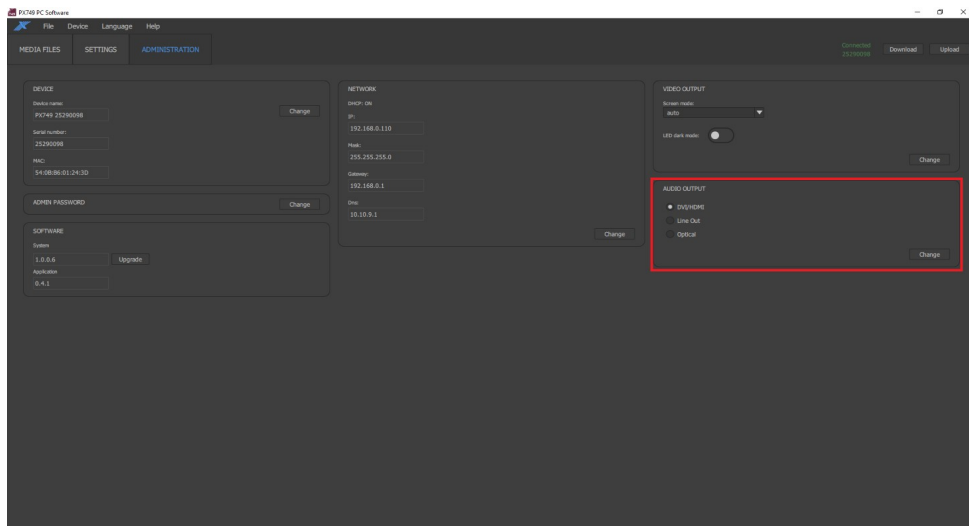 PX749 PC Software
File Device Language Help
MEDIA FILES SETTINGS ADMINISTRATION
Connected
25290098
Download Upload
DEVICE
Device name:
PX749 25290098
Change
Serial number:
25290098
MAC:
54:0B:86:01:24:3D
ADMIN PASSWORD
Change
SOFTWARE
System
1.0.0.6
Upgrade
Application
0.4.1
NETWORK
DHCP: ON
IP:
192.168.0.110
Mask:
255.255.255.0
Gateway:
192.168.0.1
Dns:
10.10.9.1
Change
VIDEO OUTPUT
Screen mode:
auto
LED dark mode:
Change
AUDIO OUTPUT
DVI/HDMI
Line Out
Optical
Change